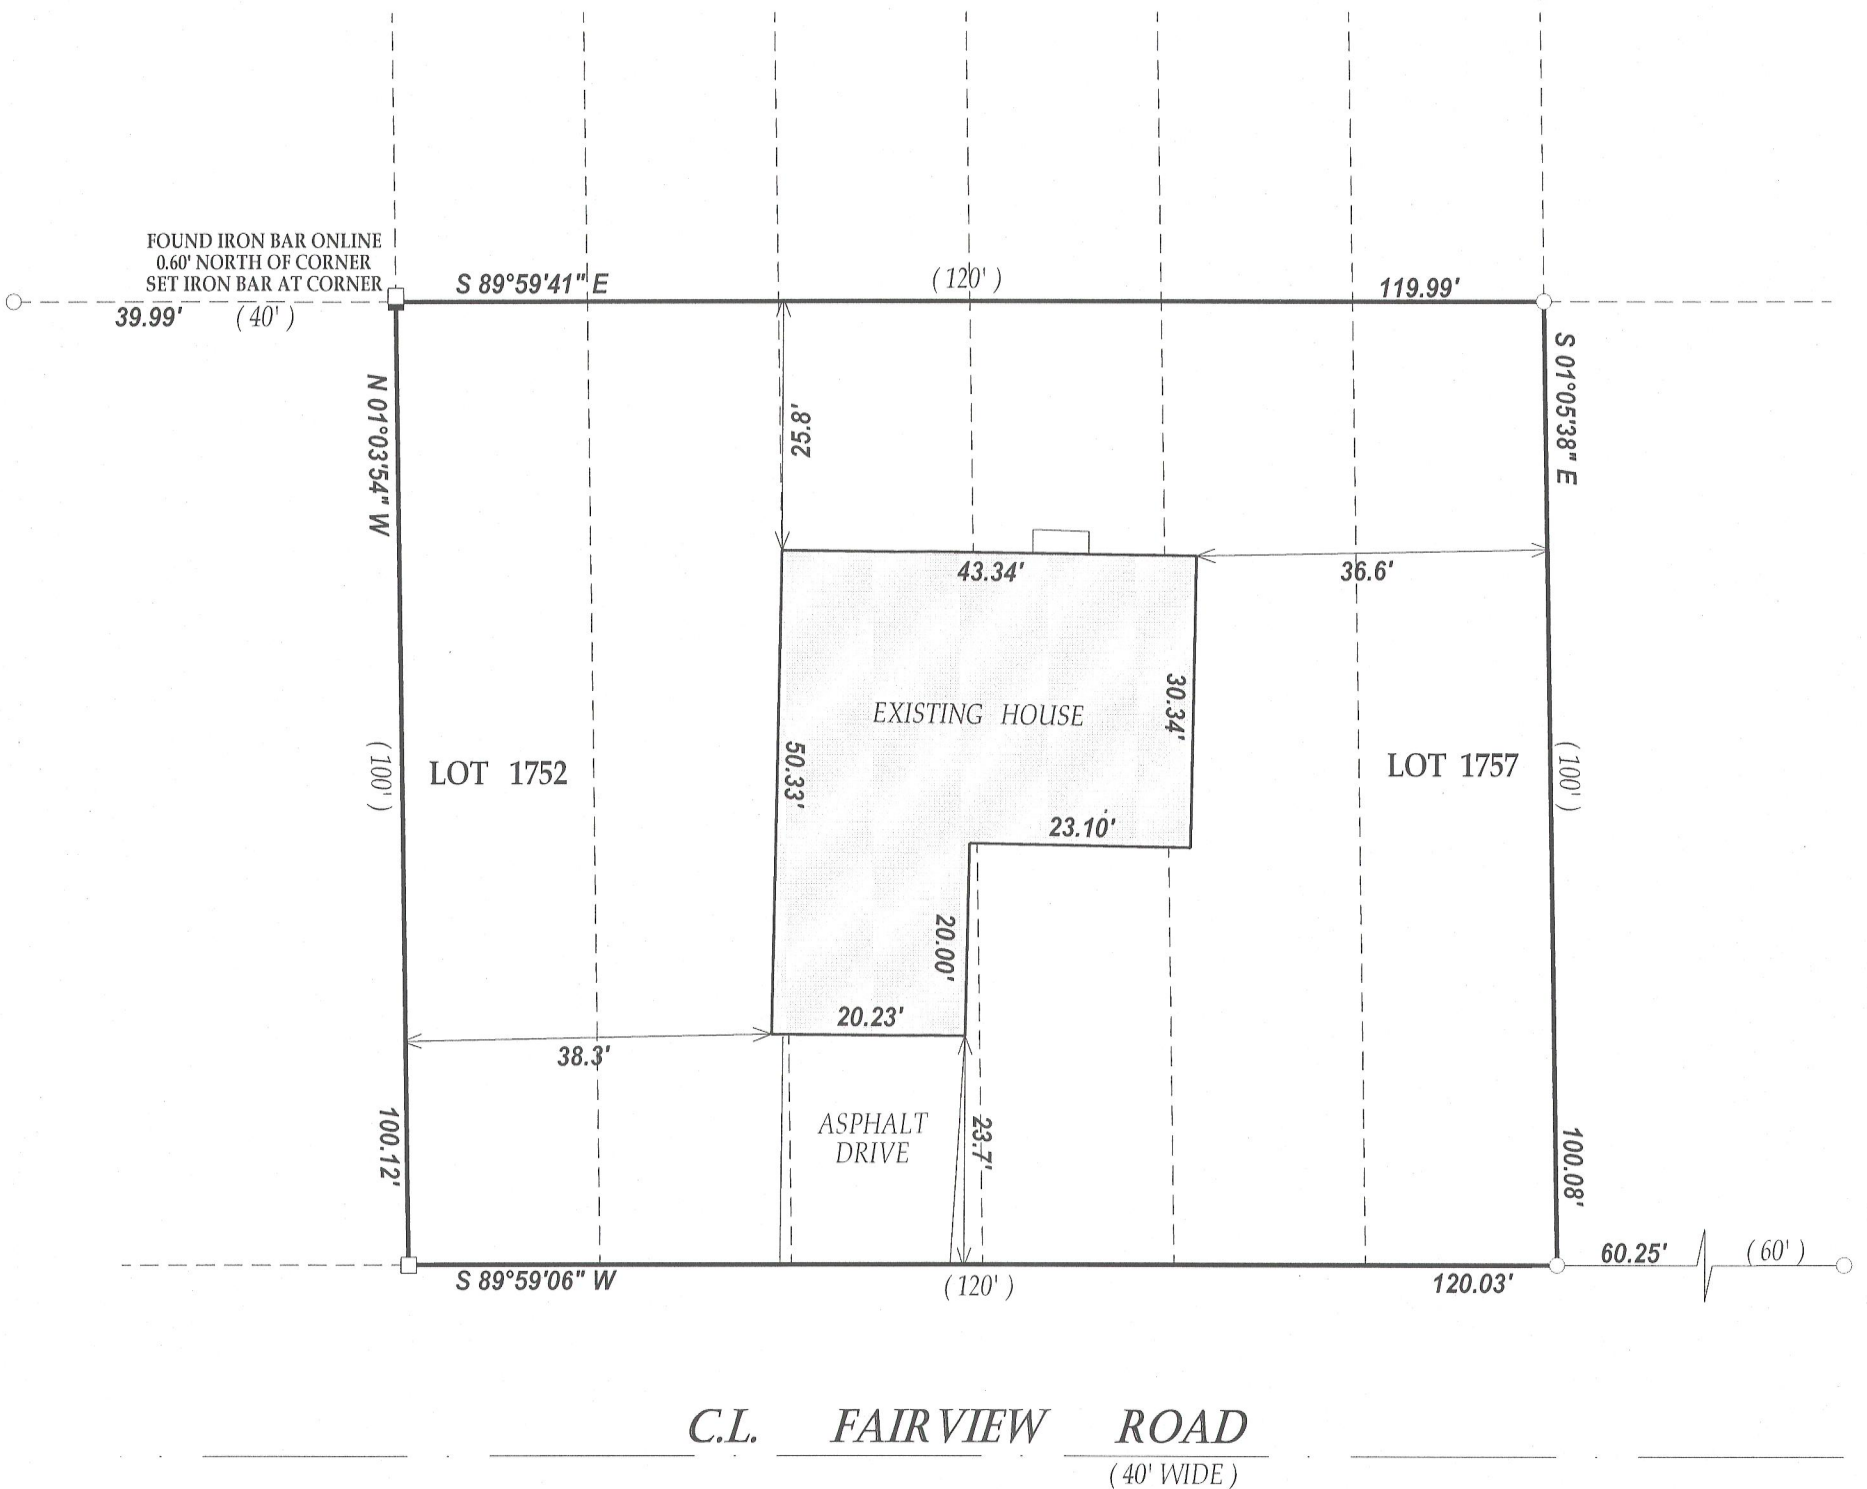 FOUND IRON BAR ONLINE
0.60' NORTH OF CORNER
SET IRON BAR AT CORNER
39.99' (40')
S 89°59'41" E
(120')
119.99'
N 01°03'54" W
S 01°05'38" E
25.8'
43.34'
36.6'
EXISTING HOUSE
30.34'
50.33'
(100')
LOT 1752
LOT 1757
(100')
23.10'
20.00'
20.23'
38.3'
ASPHALT
DRIVE
23.7'
100.12'
100.08'
60.25' (60')
S 89°59'06" W
(120')
120.03'
C.L. FAIRVIEW ROAD
(40' WIDE)